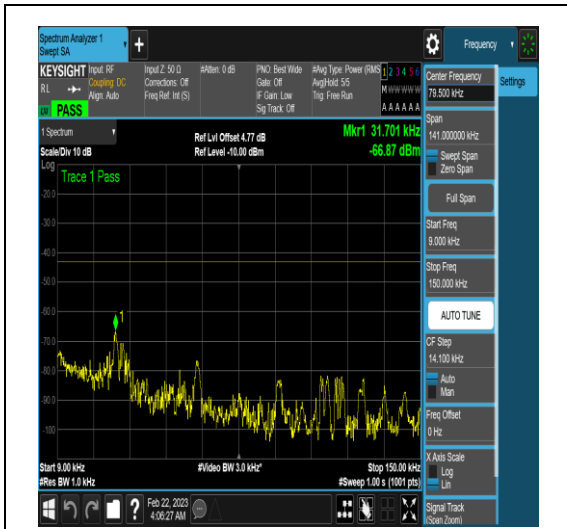 Spectrum Analyzer 1
Swept SA
+
Frequency
KEYSIGHT
Input: RF
Coupling: DC
Align: Auto
Input Z: 50 Ω
Corrections: Off
Freq Ref: Int (S)
#Atten: 0 dB
PNO: Best Wide
Gate: Off
IF Gain: Low
Sig Track: Off
#Avg Type: Power (RMS
Avg|Hold: 5/5
Trig: Free Run
1 2 3 4 5 6
M W W W W W
A A A A A A
RL
PASS
Center Frequency
79.500 kHz
Settings
Span
141.000000 kHz
Swept Span
Zero Span
Full Span
Start Freq
9.000 kHz
Stop Freq
150.000 kHz
AUTO TUNE
CF Step
14.100 kHz
Auto
Man
Freq Offset
0 Hz
X Axis Scale
Log
Lin
Signal Track
(Span Zoom)
1 Spectrum
Scale/Div 10 dB
Ref Lvl Offset 4.77 dB
Ref Level -10.00 dBm
Mkr1 31.701 kHz
-66.87 dBm
Log
Trace 1 Pass
-20.0
-30.0
-40.0
-50.0
-60.0
-70.0
-80.0
-90.0
-100
1
Start 9.00 kHz
#Res BW 1.0 kHz
#Video BW 3.0 kHz*
Stop 150.00 kHz
#Sweep 1.00 s (1001 pts)
?
Feb 22, 2023
4:06:27 AM